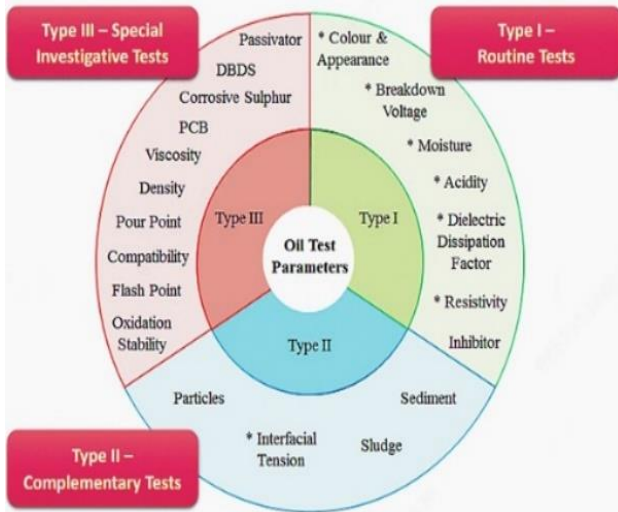 Type III – Special
Investigative Tests
Type I –
Routine Tests
Passivator
DBDS
Corrosive Sulphur
PCB
Viscosity
Density
Pour Point
Compatibility
Flash Point
Oxidation
Stability
* Colour &
Appearance
* Breakdown
Voltage
* Moisture
* Acidity
* Dielectric
Dissipation
Factor
* Resistivity
Inhibitor
Type III
Type I
Oil Test
Parameters
Type II
Particles
* Interfacial
Tension
Sludge
Sediment
Type II –
Complementary Tests